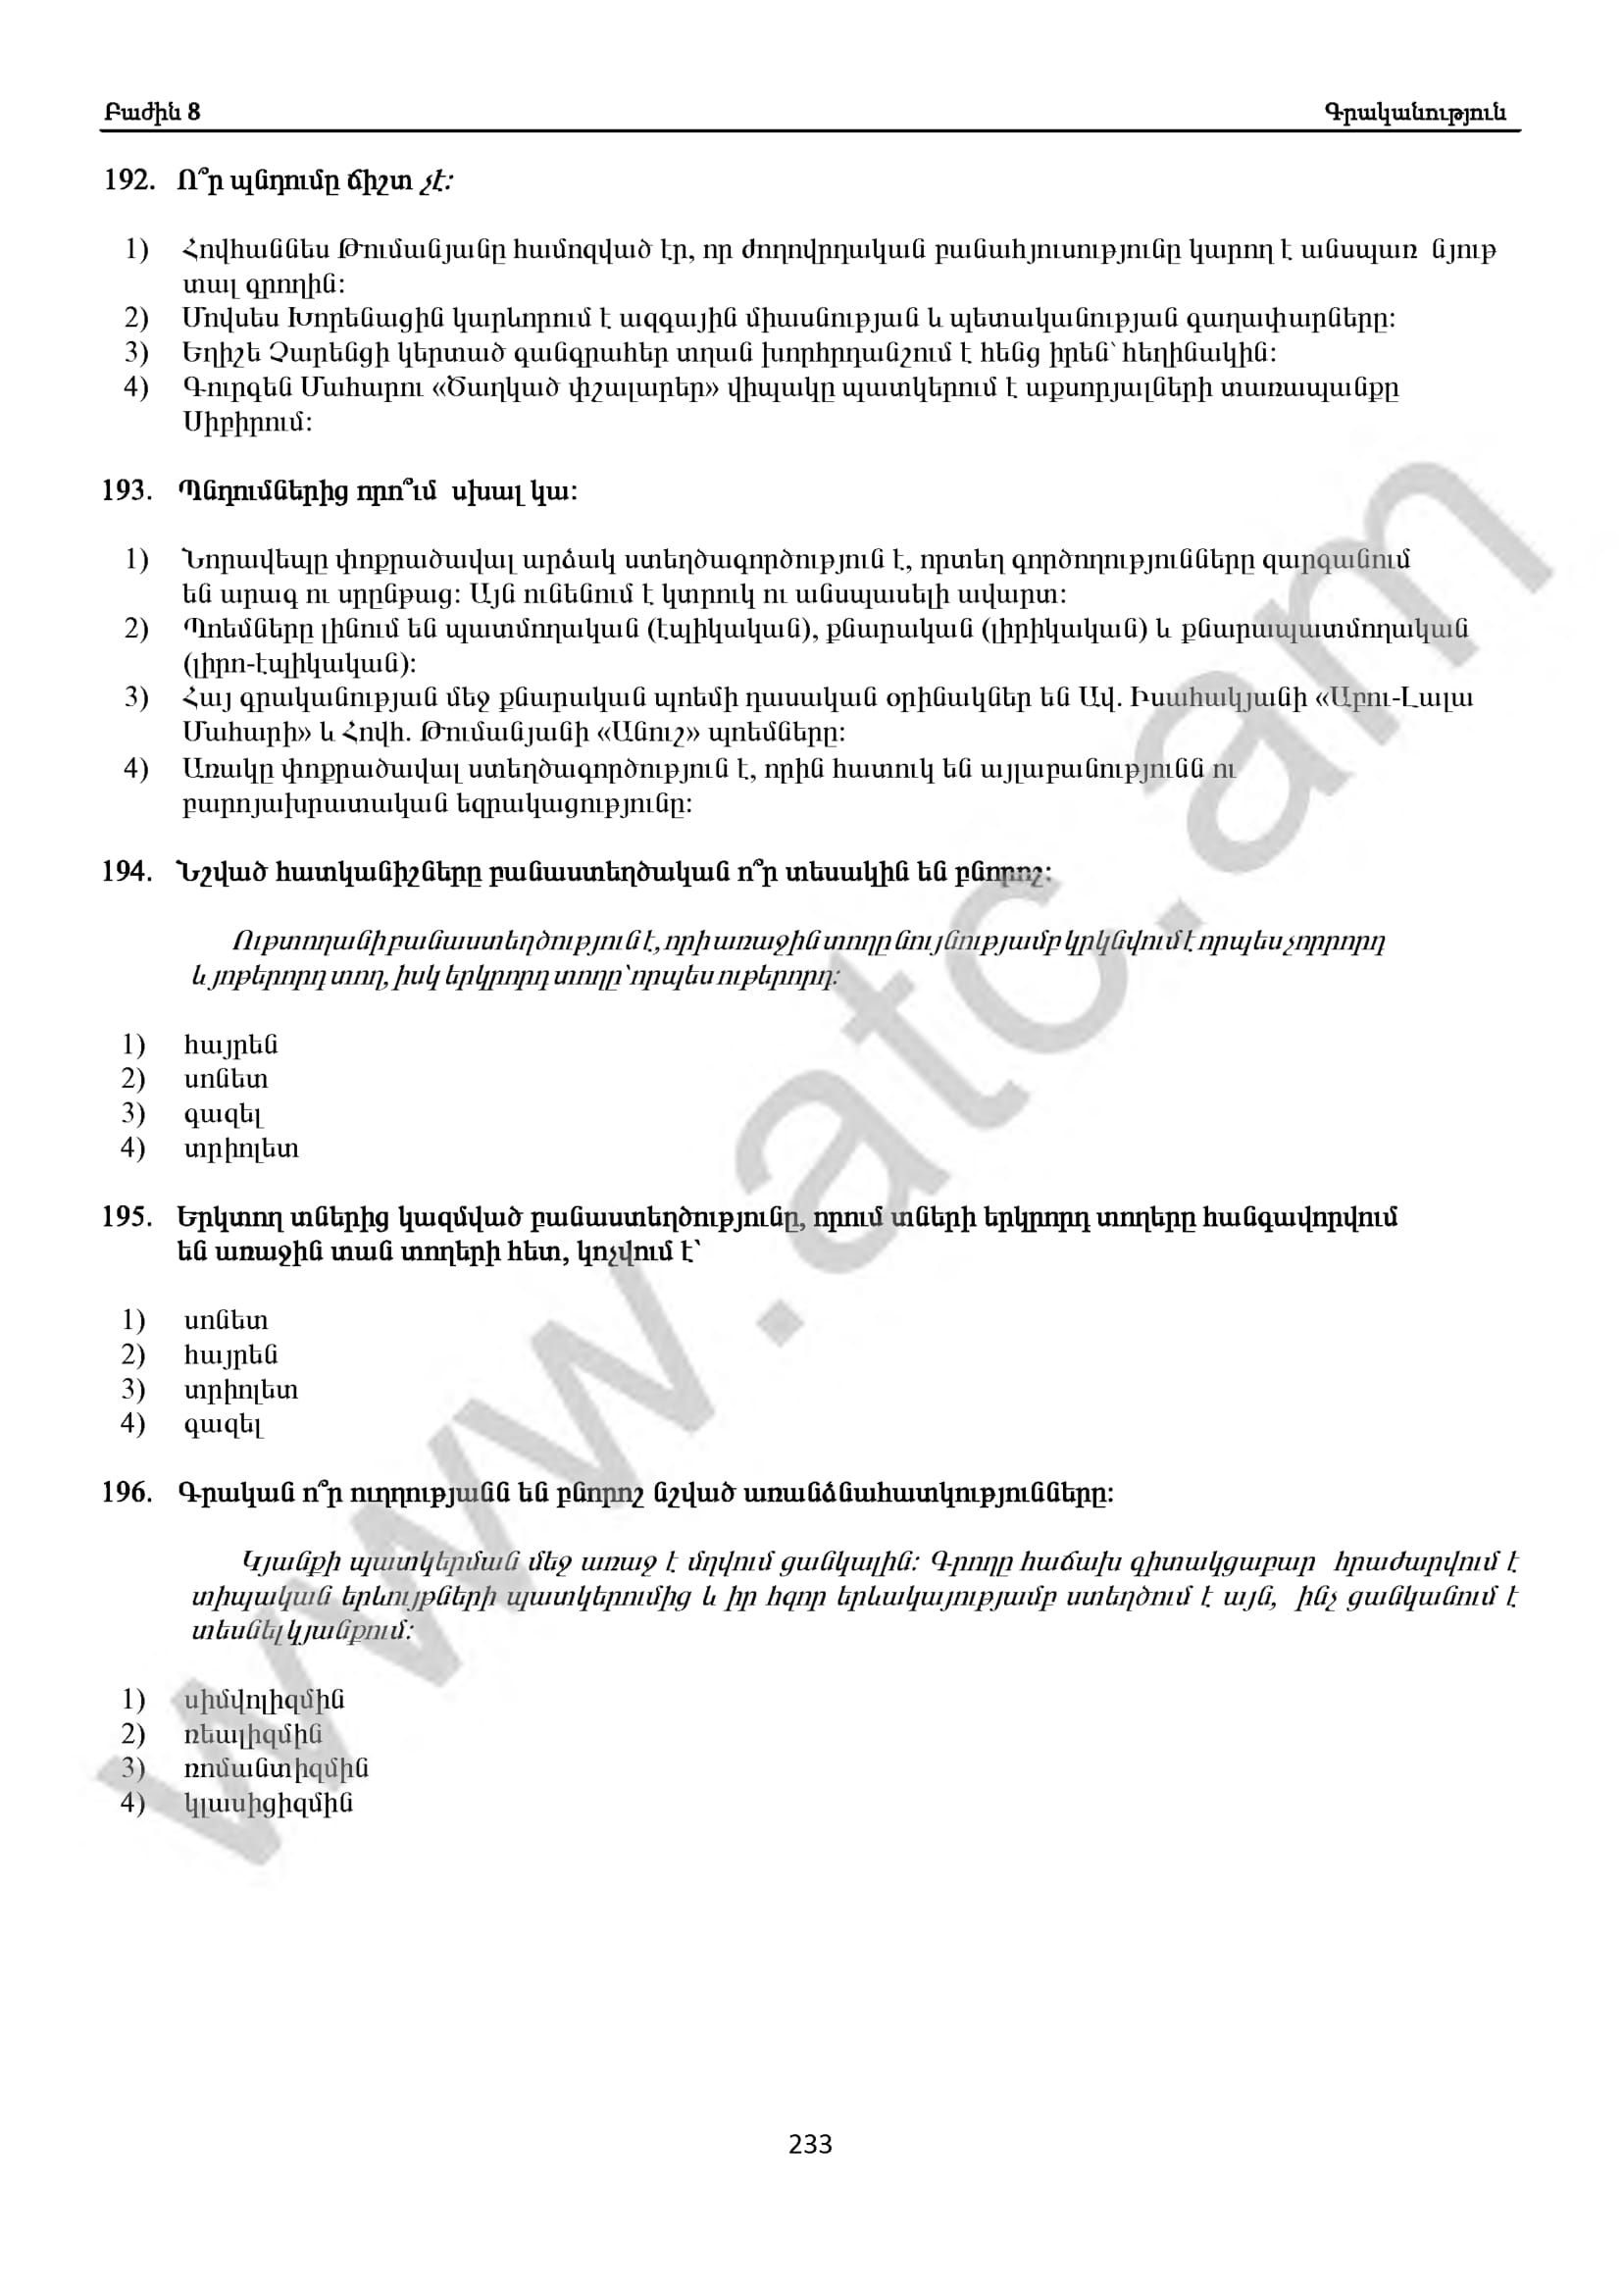 Բաժին 8
Գրականություն
192. Ո՞ր պնդումը ճիշտ չէ:
1) Հովհաննես Թումանյանը համոզված էր, որ ժողովրդական բանահյուսությունը կարող է անսպառ նյութ
տալ գրողին:
2) Մովսես Խորենացին կարևորում է ազգային միասնության և պետականության գաղափարները:
3) Եղիշե Չարենցի կերտած գանգրահեր տղան խորհրդանշում է հենց իրեն՝ հեղինակին:
4) Գուրգեն Մահարու «Ծաղկած փշալարեր» վիպակը պատկերում է աքսորյալների տառապանքը
Սիբիրում:
193. Պնդումներից որո՞ւմ սխալ կա:
1) Նորավեպը փոքրածավալ արձակ ստեղծագործություն է, որտեղ գործողությունները զարգանում
են արագ ու սրընթաց: Այն ունենում է կտրուկ ու անսպասելի ավարտ:
2) Պոեմները լինում են պատմողական (էպիկական), քնարական (լիրիկական) և քնարապատմողական
(լիրո-էպիկական):
3) Հայ գրականության մեջ քնարական պոեմի դասական օրինակներ են Ավ. Իսահակյանի «Աբու-Լալա
Մահարի» և Հովհ. Թումանյանի «Անուշ» պոեմները:
4) Առակը փոքրածավալ ստեղծագործություն է, որին հատուկ են այլաբանությունն ու
բարոյախրատական եզրակացությունը:
194. Նշված հատկանիշները բանաստեղծական ո՞ր տեսակին են բնորոշ:
Ութտողանի բանաստեղծություն է, որի առաջին տողը նույնությամբ կրկնվում է որպես չորրորդ
և յոթերորդ տող, իսկ երկրորդ տողը՝ որպես ութերորդ:
1) հայրեն
2) սոնետ
3) գազել
4) տրիոլետ
195. Երկտող տներից կազմված բանաստեղծությունը, որում տների երկրորդ տողերը հանգավորվում
են առաջին տան տողերի հետ, կոչվում է՝
1) սոնետ
2) հայրեն
3) տրիոլետ
4) գազել
196. Գրական ո՞ր ուղղությանն են բնորոշ նշված առանձնահատկությունները:
Կյանքի պատկերման մեջ առաջ է մղվում ցանկալին: Գրողը հաճախ գիտակցաբար հրաժարվում է
տիպական երևույթների պատկերումից և իր հզոր երևակայությամբ ստեղծում է այն, ինչ ցանկանում է
տեսնել կյանքում:
1) սիմվոլիզմին
2) ռեալիզմին
3) ռոմանտիզմին
4) կլասիցիզմին
233
www.atc.am